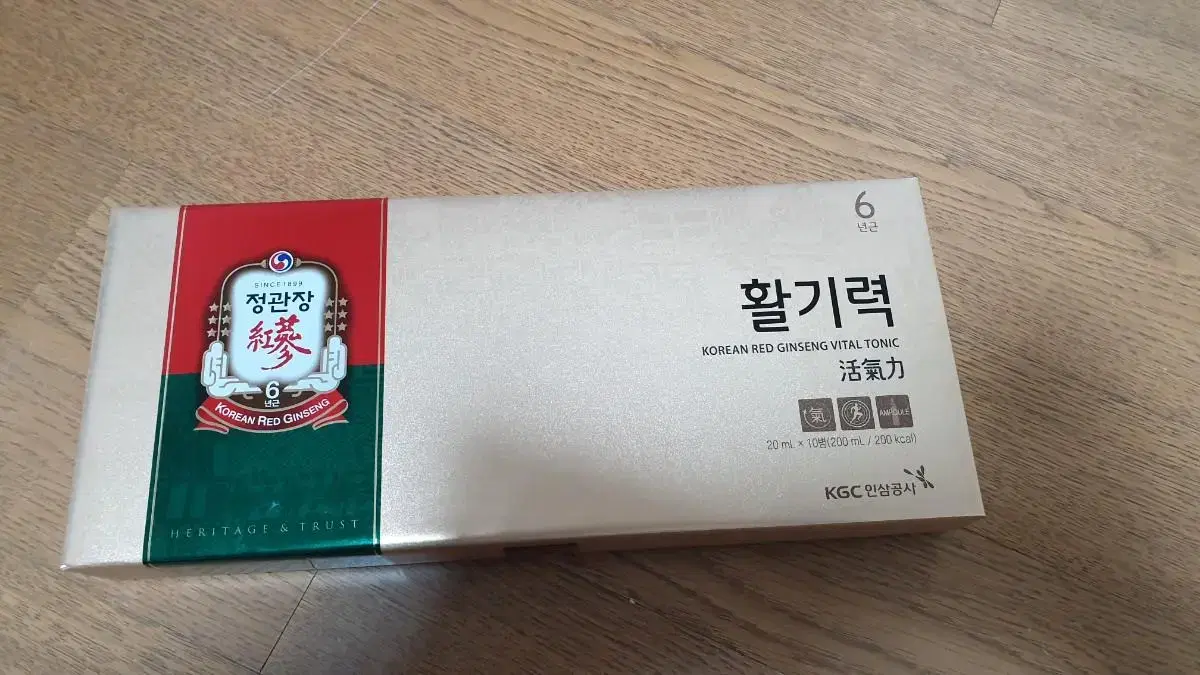 SINCE 1899
정관장
紅蔘
6
년근
KOREAN RED GINSENG
HERITAGE & TRUST
6
년근
활기력
KOREAN RED GINSENG VITAL TONIC
活氣力
氣
AMPOULE
20 mL × 10병(200 mL / 200 kcal)
KGC 인삼공사